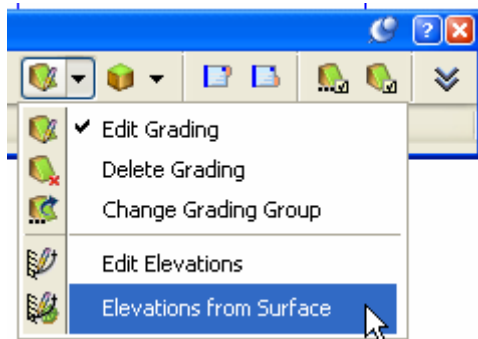 Edit Grading
Delete Grading
Change Grading Group
Edit Elevations
Elevations from Surface